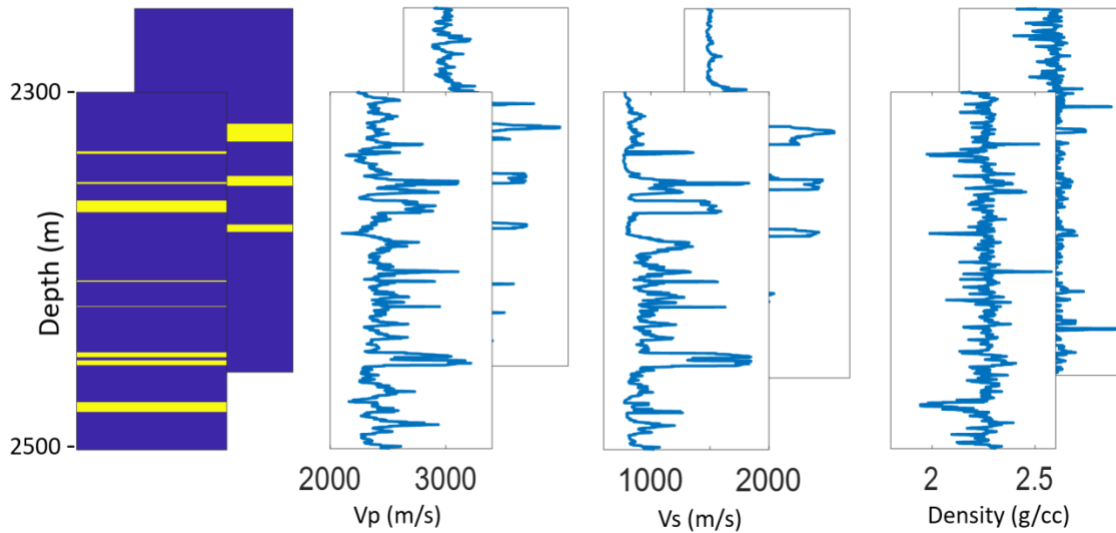 2300
Depth (m)
2500
2000 3000
Vp (m/s)
1000 2000
Vs (m/s)
2 2.5
Density (g/cc)